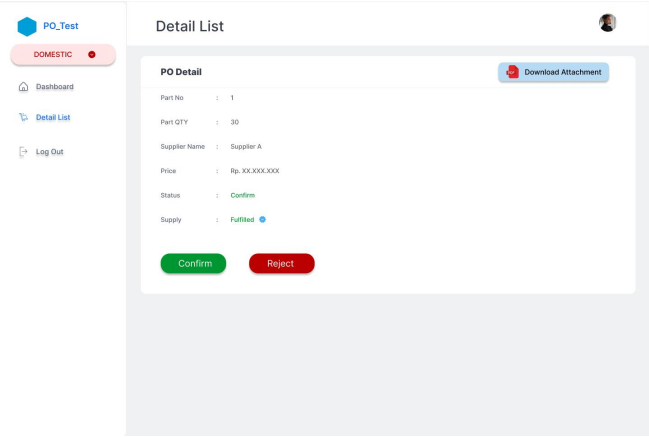 PO_Test
DOMESTIC
Dashboard
Detail List
Log Out
Detail List
PO Detail
Download Attachment
Part No : 1
Part QTY : 30
Supplier Name : Supplier A
Price : Rp. XX.XXX.XXX
Status : Confirm
Supply : Fulfilled
Confirm Reject